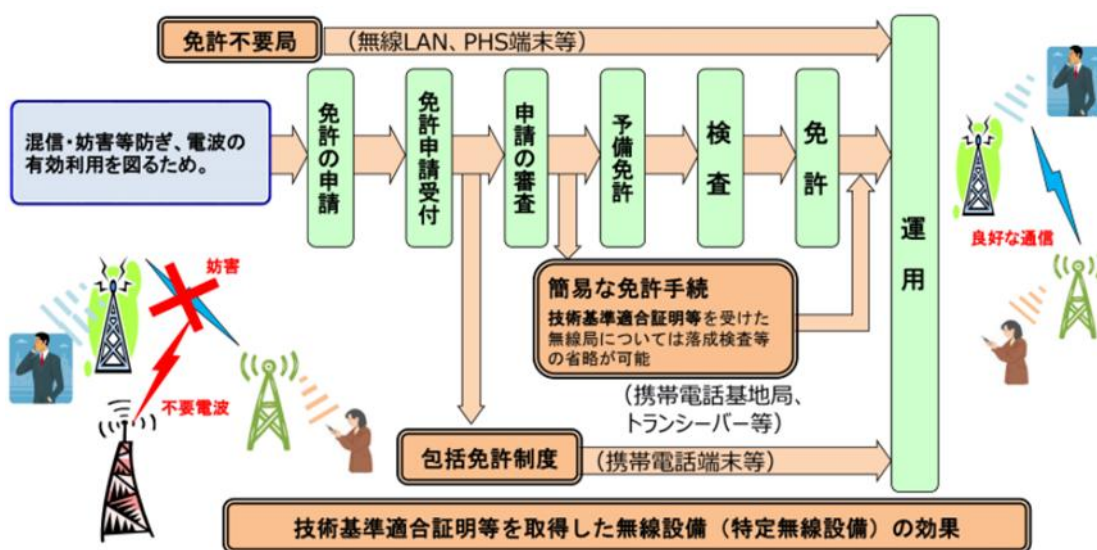 免許不要局
(無線LAN、PHS端末等)
混信・妨害等防ぎ、電波の
有効利用を図るため。
免許の申請
免許申請受付
申請の審査
予備免許
検査
免許
運用
簡易な免許手続
技術基準適合証明等を受けた
無線局については落成検査等
の省略が可能
(携帯電話基地局、
トランシーバー等)
包括免許制度
(携帯電話端末等)
妨害
不要電波
良好な通信
技術基準適合証明等を取得した無線設備(特定無線設備)の効果